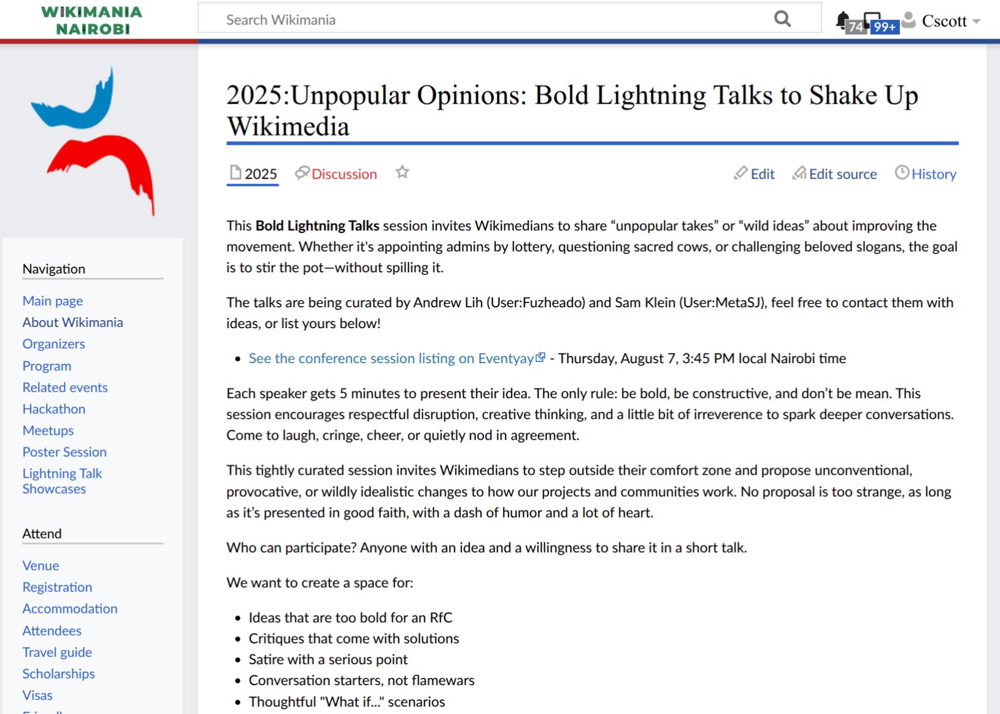 WIKIMANIA
NAIROBI
Search Wikimania
74
99+
Cscott
2025:Unpopular Opinions: Bold Lightning Talks to Shake Up
Wikimedia
2025
Discussion
Edit
Edit source
History
This Bold Lightning Talks session invites Wikimedians to share “unpopular takes” or “wild ideas” about improving the
movement. Whether it's appointing admins by lottery, questioning sacred cows, or challenging beloved slogans, the goal
is to stir the pot—without spilling it.
The talks are being curated by Andrew Lih (User:Fuzheado) and Sam Klein (User:MetaSJ), feel free to contact them with
ideas, or list yours below!
• See the conference session listing on Eventyay - Thursday, August 7, 3:45 PM local Nairobi time
Each speaker gets 5 minutes to present their idea. The only rule: be bold, be constructive, and don’t be mean. This
session encourages respectful disruption, creative thinking, and a little bit of irreverence to spark deeper conversations.
Come to laugh, cringe, cheer, or quietly nod in agreement.
This tightly curated session invites Wikimedians to step outside their comfort zone and propose unconventional,
provocative, or wildly idealistic changes to how our projects and communities work. No proposal is too strange, as long
as it’s presented in good faith, with a dash of humor and a lot of heart.
Who can participate? Anyone with an idea and a willingness to share it in a short talk.
We want to create a space for:
• Ideas that are too bold for an RfC
• Critiques that come with solutions
• Satire with a serious point
• Conversation starters, not flamewars
• Thoughtful "What if..." scenarios
Navigation
Main page
About Wikimania
Organizers
Program
Related events
Hackathon
Meetups
Poster Session
Lightning Talk
Showcases
Attend
Venue
Registration
Accommodation
Attendees
Travel guide
Scholarships
Visas